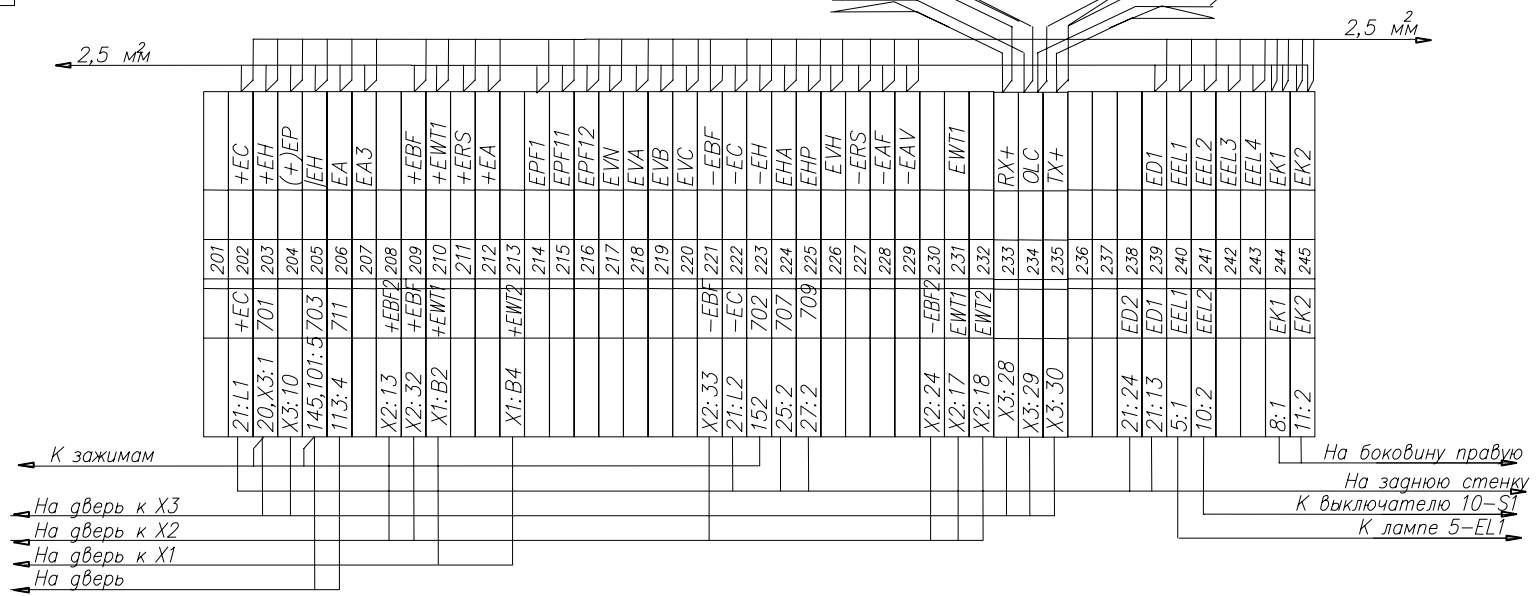 2,5 мм2
2,5 мм2
+EC +EH (+)EP /EH EA EA3 +EBF +EWT1 +ERS +EA EPF1 EPF11 EPF12 EVN EVA EVB EVC -EBF -EC -EH EHA EHP EVH -ERS -EAF -EAV EWT1 RX+ OLC TX+ ED1 EEL1 EEL2 EEL3 EEL4 EK1 EK2
201 202 203 204 205 206 207 208 209 210 211 212 213 214 215 216 217 218 219 220 221 222 223 224 225 226 227 228 229 230 231 232 233 234 235 236 237 238 239 240 241 242 243 244 245
+EC 701 703 711 +EBF2 +EBF +EWT1 +EWT2 -EBF -EC 702 707 709 -EBF2 EWT1 EWT2 ED2 ED1 EEL1 EEL2 EK1 EK2
21:L1 20,X3:1 X3:10 145,101:5 113:4 X2:13 X2:32 X1:B2 X1:B4 X2:33 21:L2 152 25:2 27:2 X2:24 X2:17 X2:18 X3:28 X3:29 X3:30 21:24 21:13 5:1 10:2 8:1 11:2
К зажимам
На дверь к X3
На дверь к X2
На дверь к X1
На дверь
На боковину правую
На заднюю стенку
К выключателю 10-S1
К лампе 5-EL1